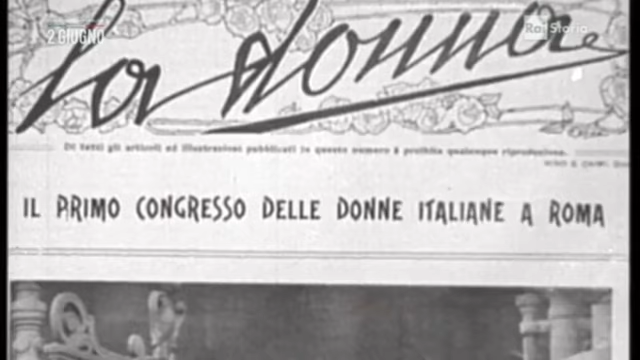 2 GIUGNO
Rai Storia
la donna
Di tutti gli articoli ed illustrazioni pubblicati in questo numero è proibita qualunque riproduzione.
IL PRIMO CONGRESSO DELLE DONNE ITALIANE A ROMA